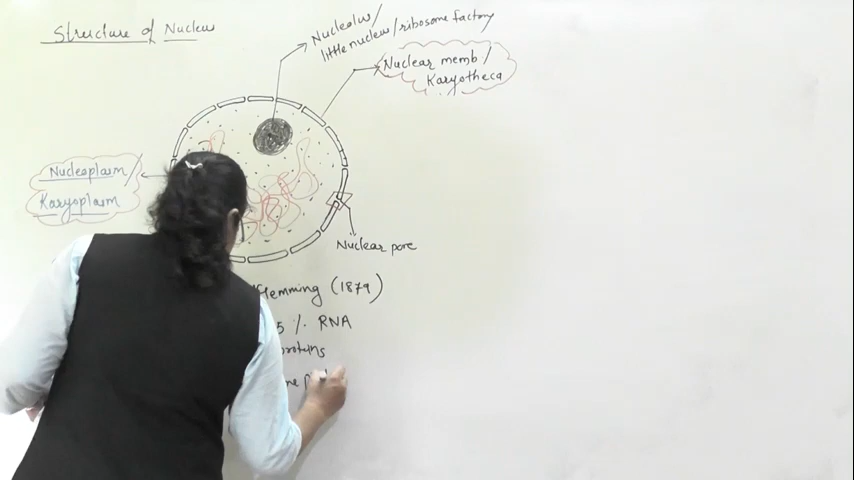 Structure of Nucleus
Nucleolus/
little nucleus/ribosome factory
Nuclear memb/
Karyotheca
Nucleoplasm/
Karyoplasm
Nuclear pore
Flemming (1879)
5 % RNA
proteins